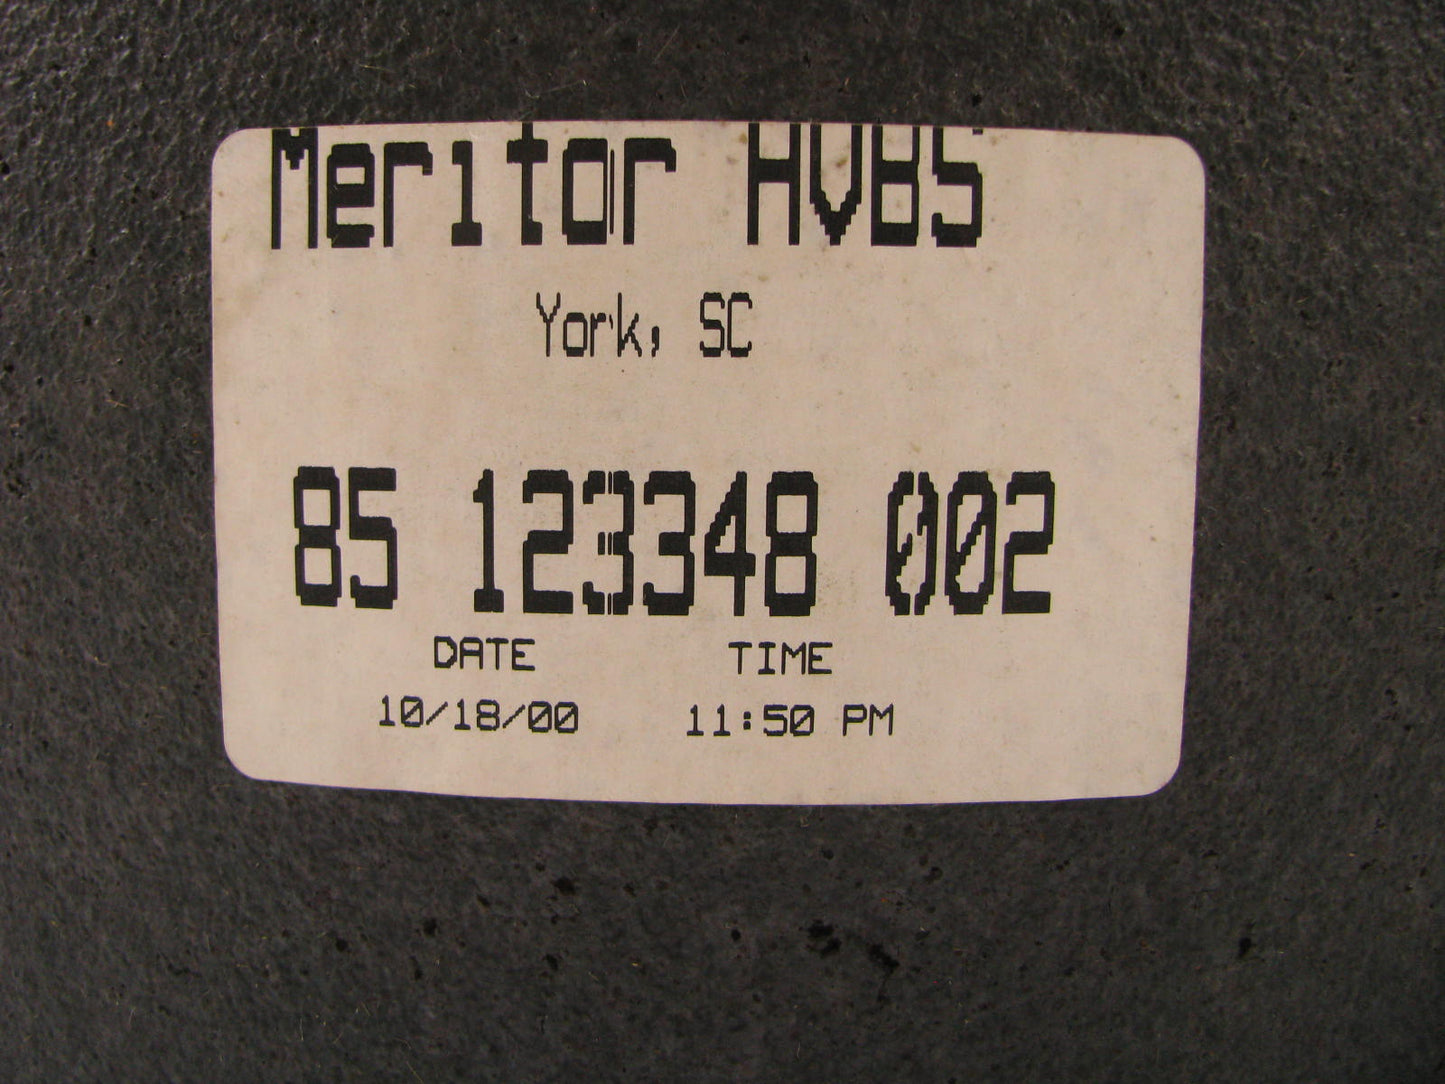 Meritor HVBS
York, SC
85 123348 002
DATE TIME
10/18/00 11:50 PM